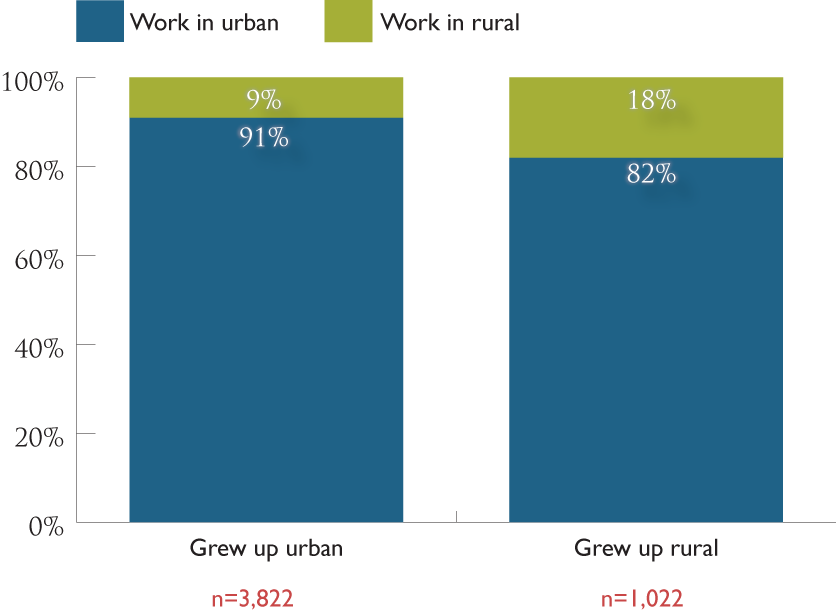 Work in urban
Work in rural
100%
80%
60%
40%
20%
0%
9%
91%
18%
82%
Grew up urban
Grew up rural
n=3,822
n=1,022